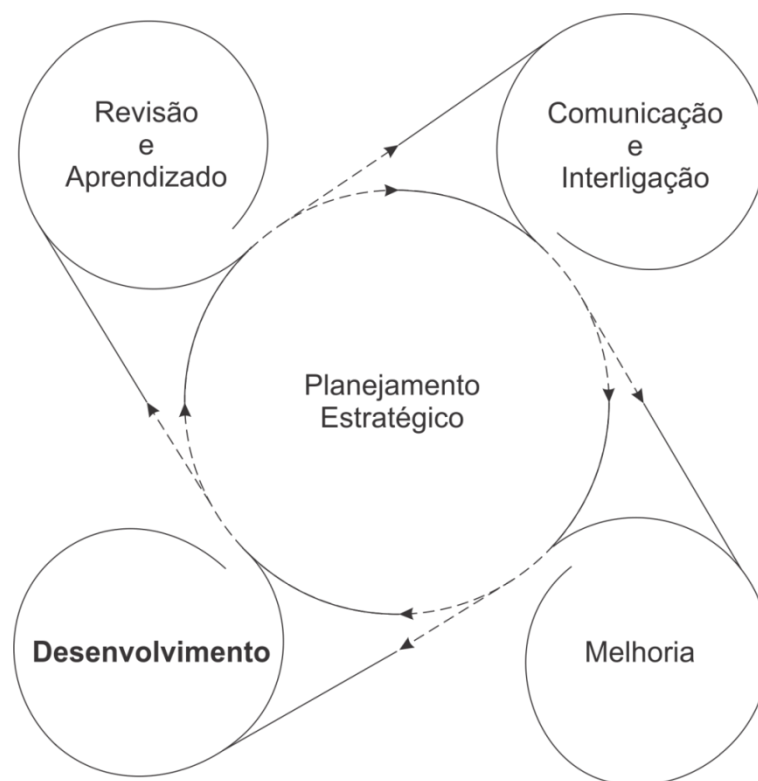 Revisão
e
Aprendizado
Comunicação
e
Interligação
Planejamento
Estratégico
Desenvolvimento
Melhoria